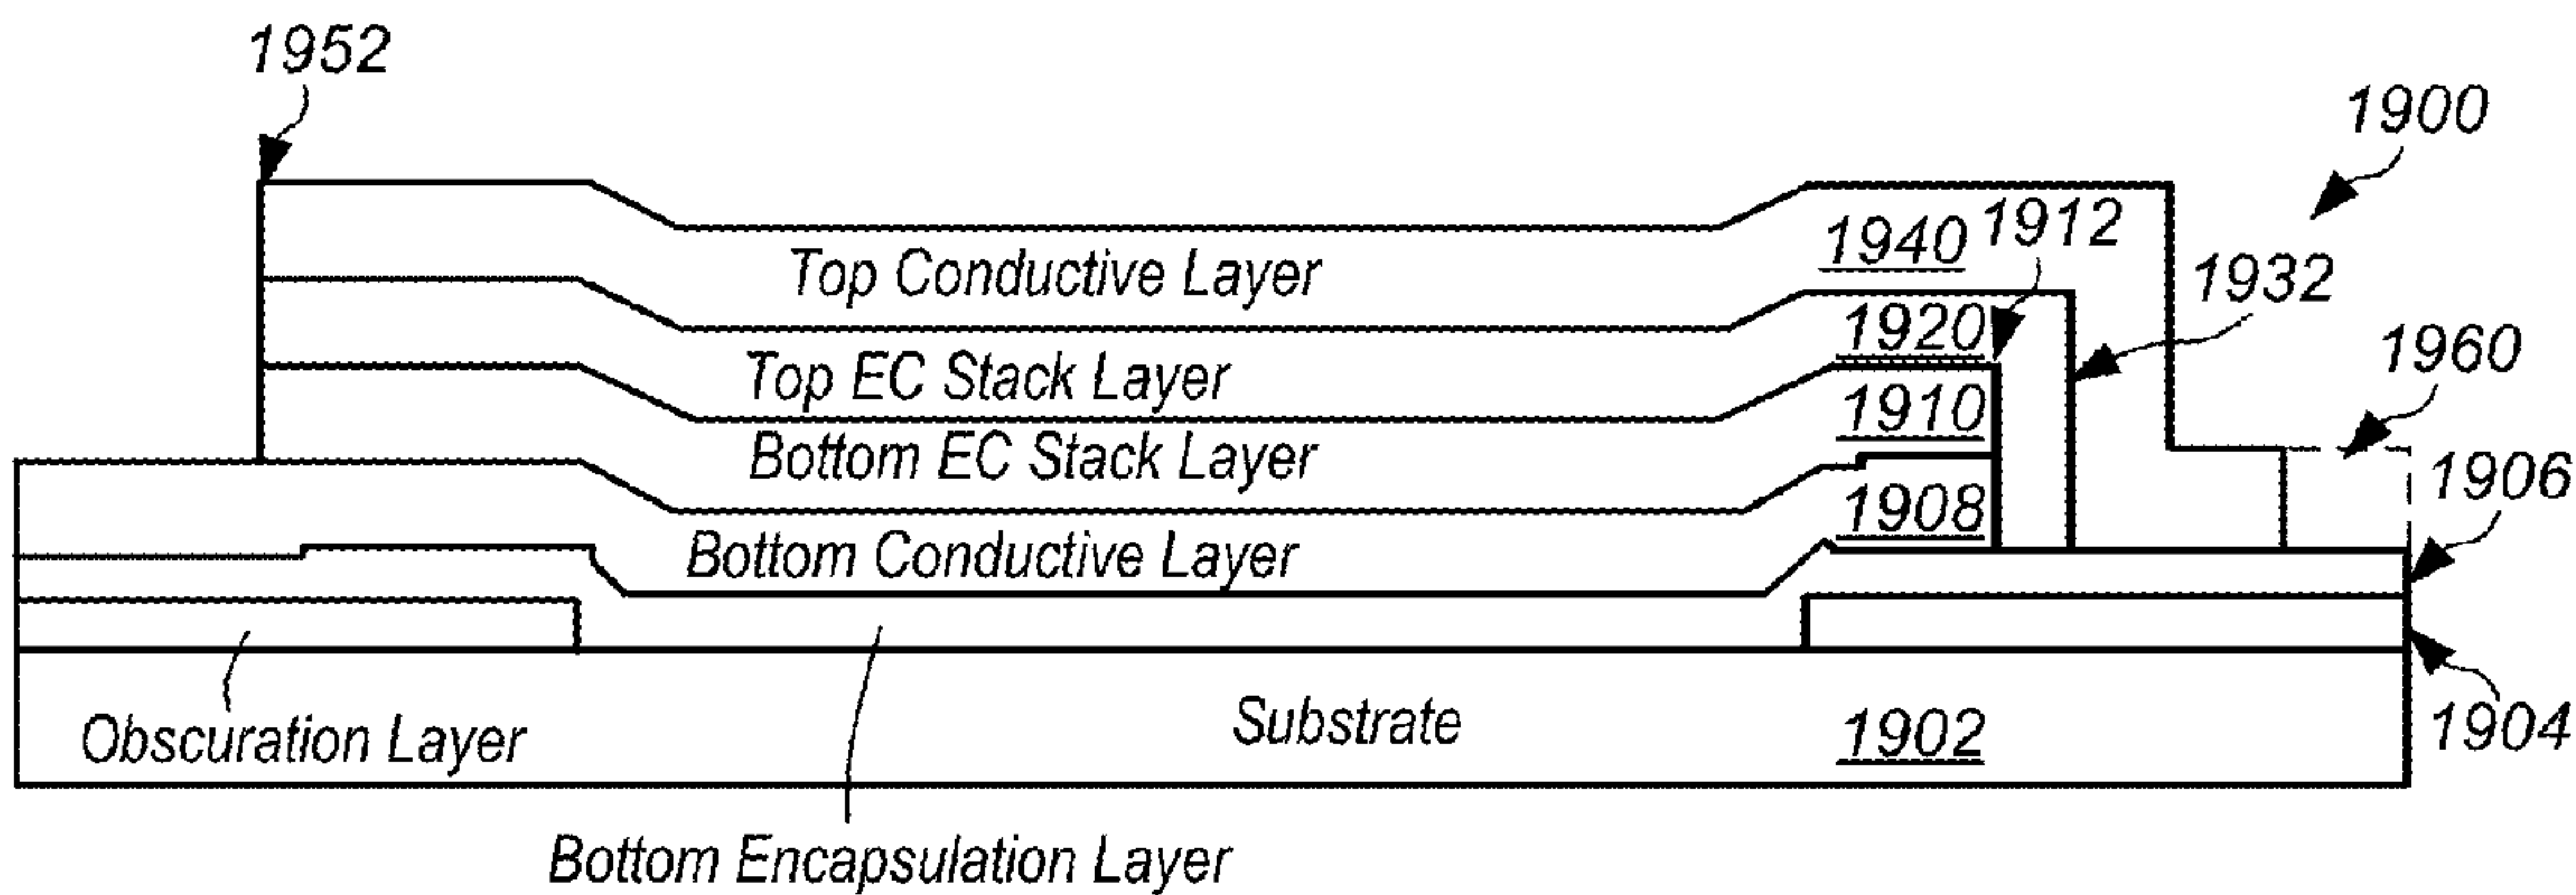 1952
1900
1940
1912
Top Conductive Layer
1932
1920
1960
Top EC Stack Layer
1910
Bottom EC Stack Layer
1906
1908
Bottom Conductive Layer
Substrate
1902
1904
Obscuration Layer
Bottom Encapsulation Layer